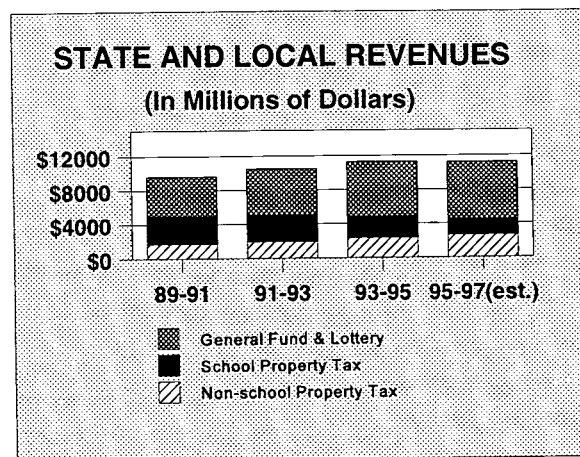 STATE AND LOCAL REVENUES
(In Millions of Dollars)
$12000
$8000
$4000
$0
89-91 91-93 93-95 95-97(est.)
General Fund & Lottery
School Property Tax
Non-school Property Tax